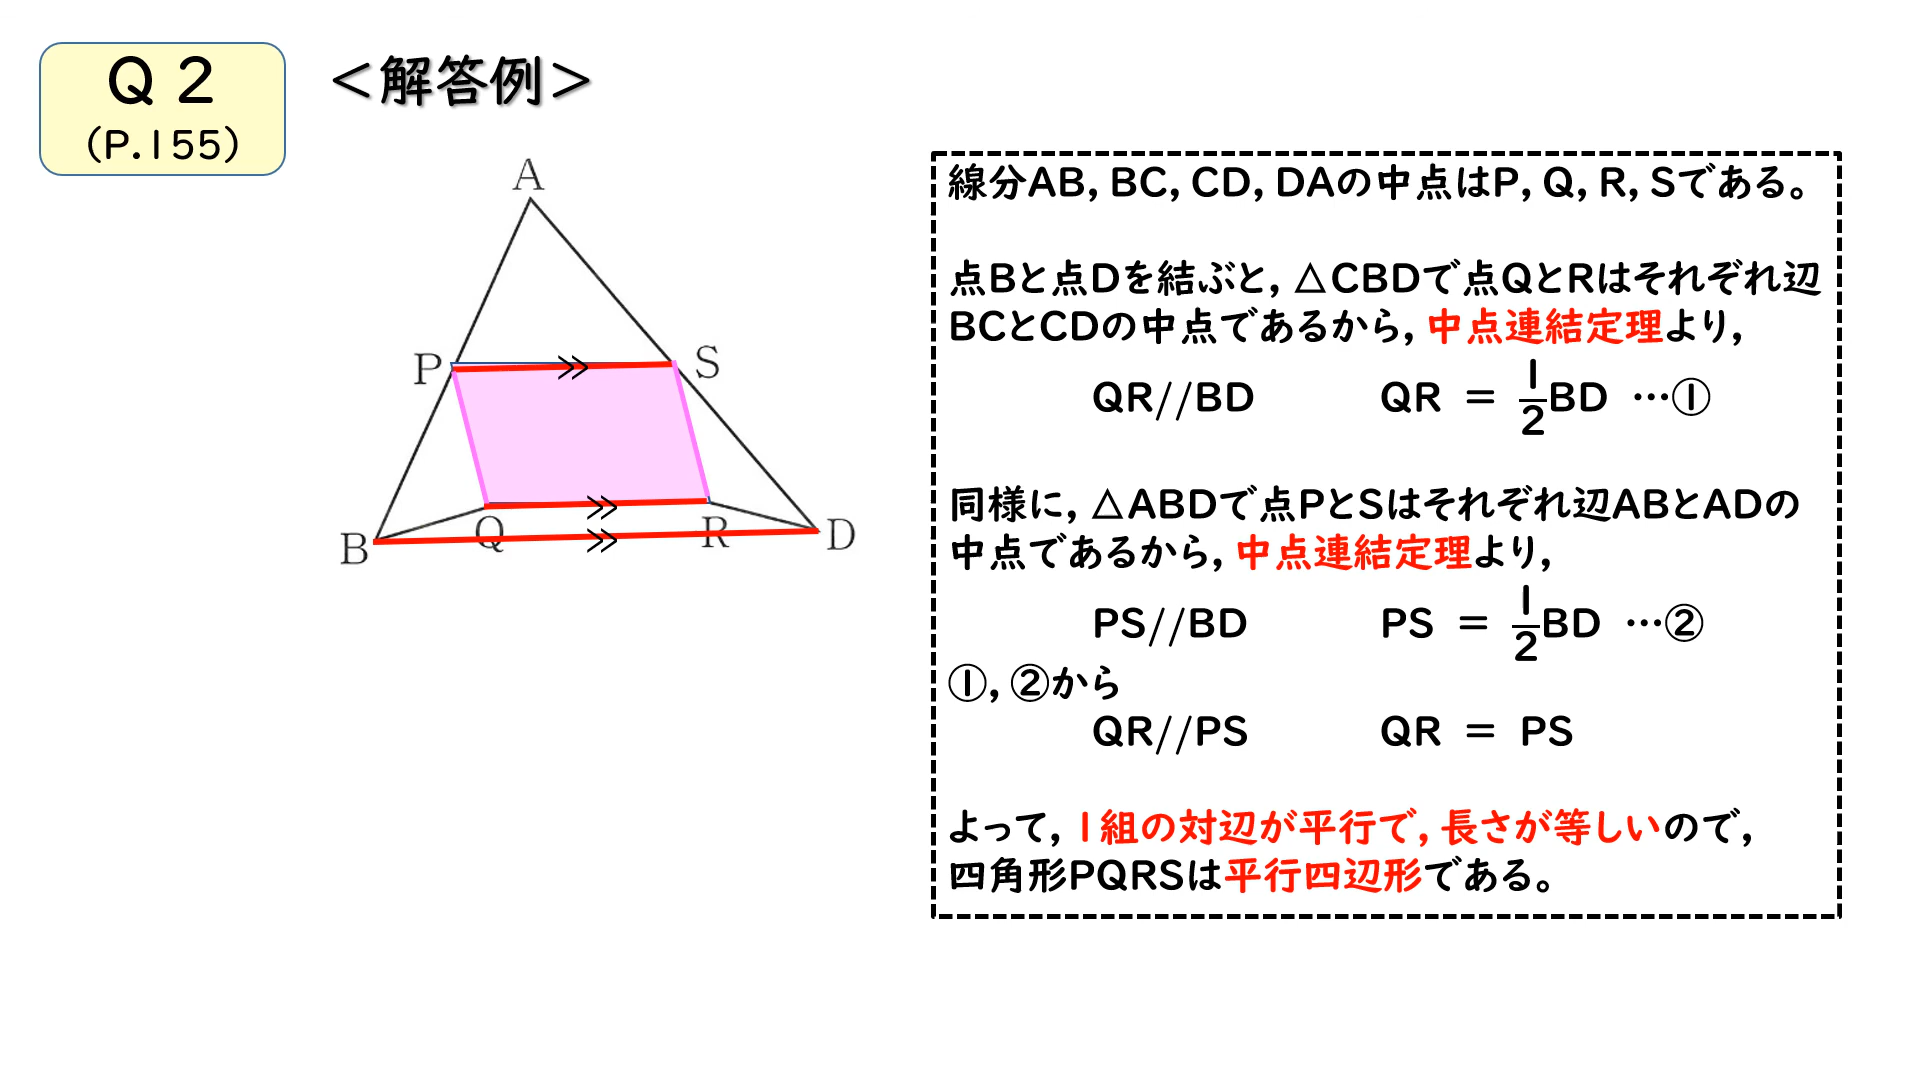 Q 2
(P.155)
＜解答例＞
A
P
S
B
Q
R
D
線分AB, BC, CD, DAの中点はP, Q, R, Sである。
点Bと点Dを結ぶと, △CBDで点QとRはそれぞれ辺
BCとCDの中点であるから, 中点連結定理より,
QR//BD QR = 1/2BD …①
同様に, △ABDで点PとSはそれぞれ辺ABとADの
中点であるから, 中点連結定理より,
PS//BD PS = 1/2BD …②
①, ②から
QR//PS QR = PS
よって, 1組の対辺が平行で, 長さが等しいので,
四角形PQRSは平行四辺形である。